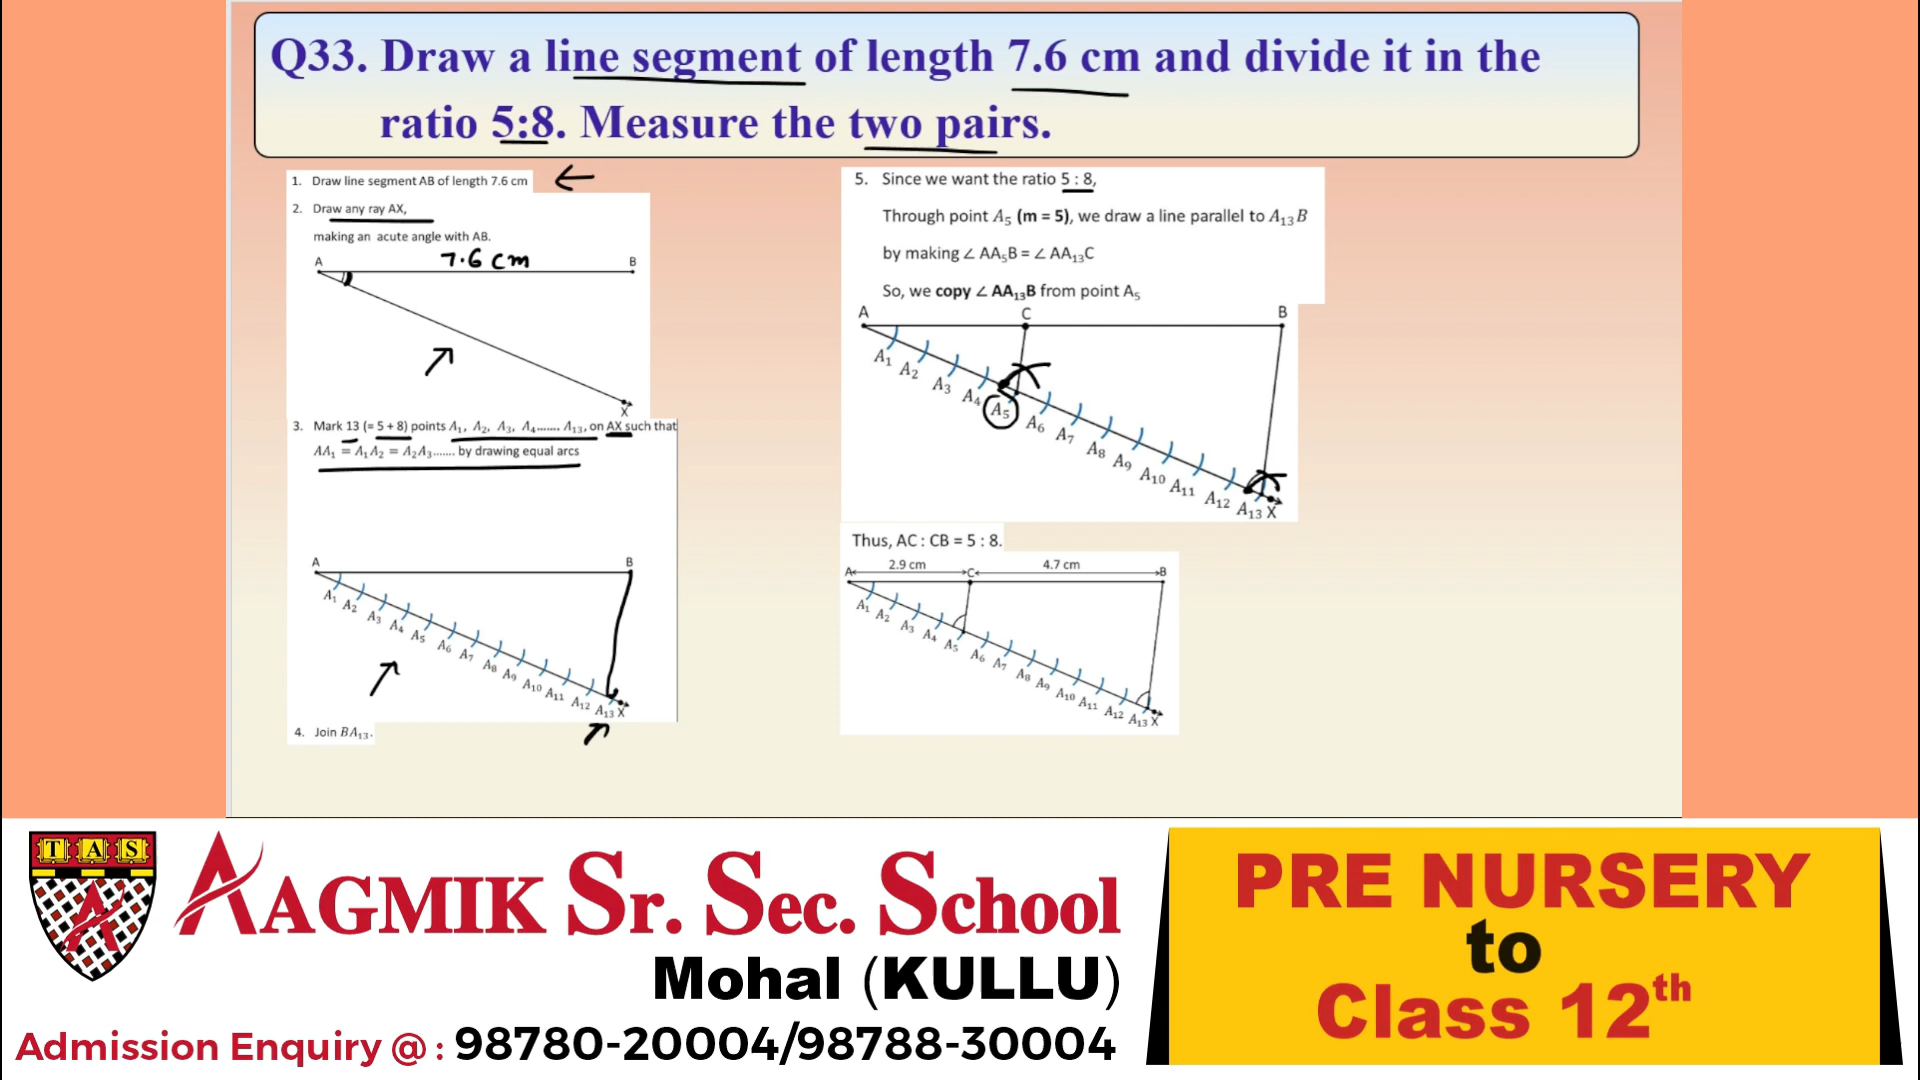 Q33. Draw a line segment of length 7.6 cm and divide it in the
ratio 5:8. Measure the two pairs.
1. Draw line segment AB of length 7.6 cm
2. Draw any ray AX,
making an acute angle with AB.
A 7.6 cm B
X
3. Mark 13 (= 5 + 8) points A₁, A₂, A₃, A₄....... A₁₃, on AX such that
AA₁ = A₁A₂ = A₂A₃....... by drawing equal arcs
A B
A₁ A₂ A₃ A₄ A₅ A₆ A₇ A₈ A₉ A₁₀ A₁₁ A₁₂ A₁₃ X
4. Join BA₁₃.
5. Since we want the ratio 5 : 8,
Through point A₅ (m = 5), we draw a line parallel to A₁₃B
by making ∠ AA₅B = ∠ AA₁₃C
So, we copy ∠ AA₁₃B from point A₅
A C B
A₁ A₂ A₃ A₄ A₅ A₆ A₇ A₈ A₉ A₁₀ A₁₁ A₁₂ A₁₃ X
Thus, AC : CB = 5 : 8.
A 2.9 cm C 4.7 cm B
A₁ A₂ A₃ A₄ A₅ A₆ A₇ A₈ A₉ A₁₀ A₁₁ A₁₂ A₁₃ X
T A S
AAGMIK Sr. Sec. School
Mohal (KULLU)
Admission Enquiry @ : 98780-20004/98788-30004
PRE NURSERY
to
Class 12th